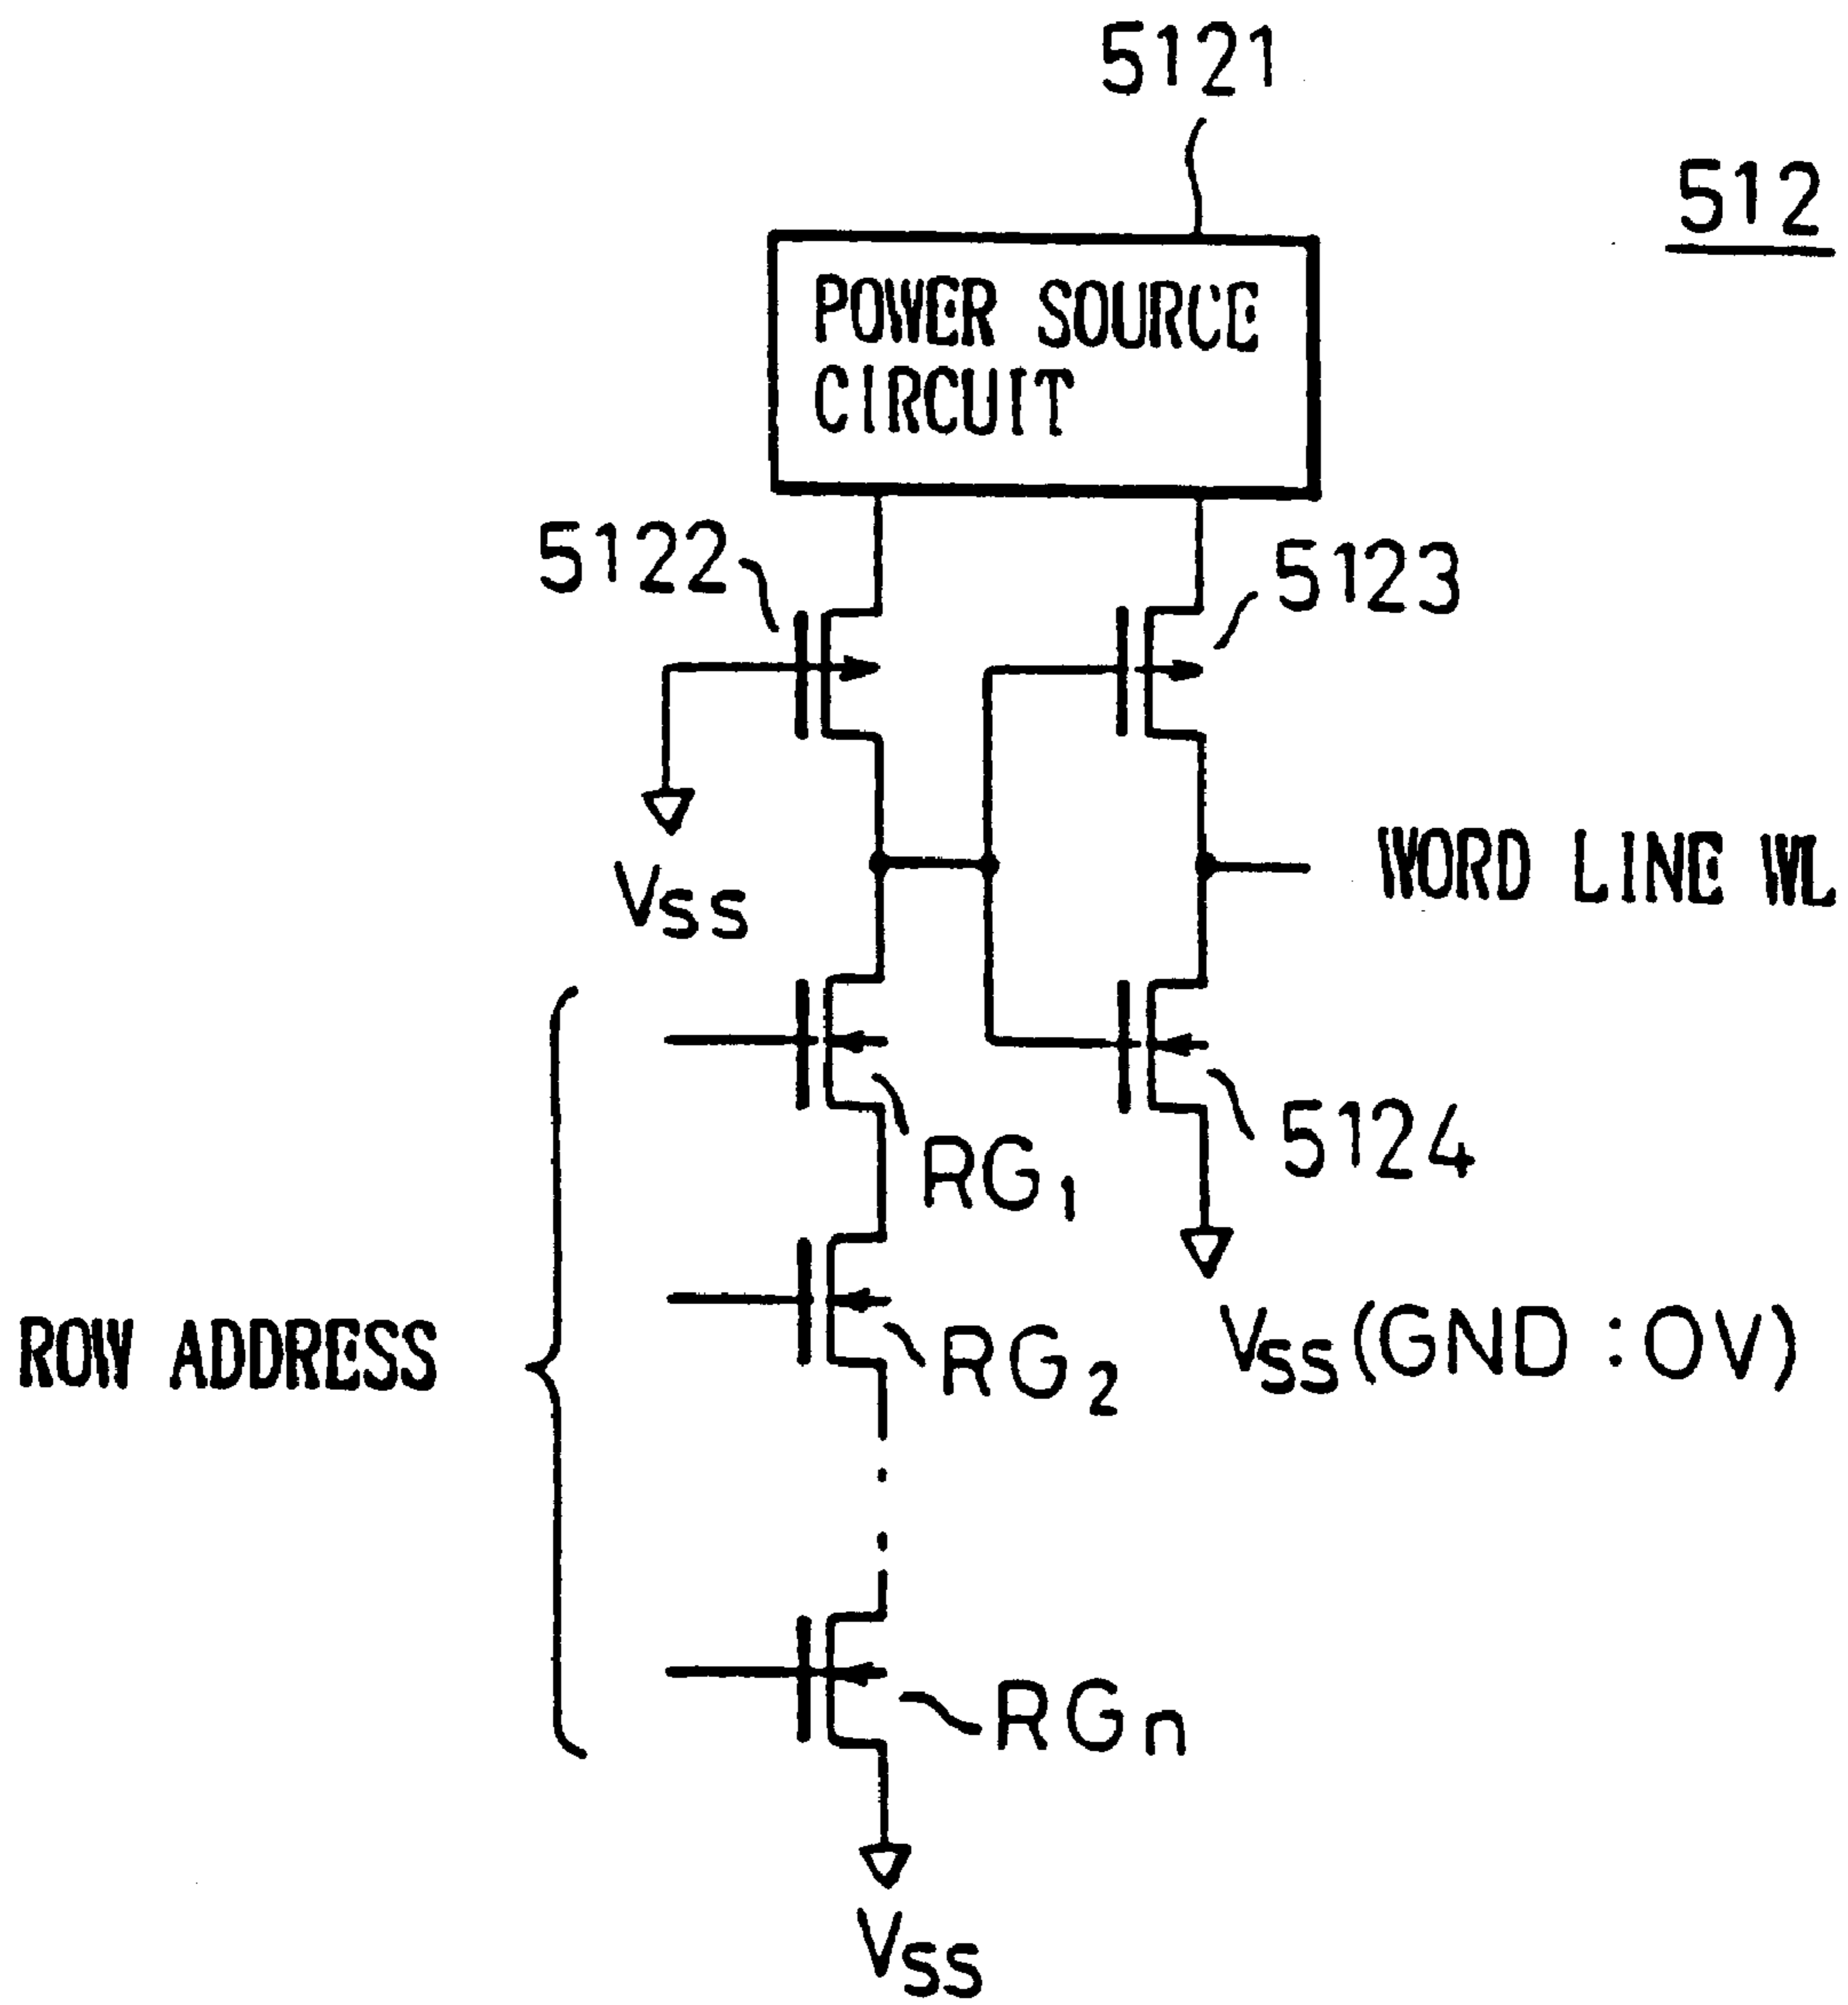 5121
512
POWER SOURCE
CIRCUIT
5122
5123
VSS
WORD LINE WL
RG1
5124
ROW ADDRESS
RG2
VSS (GND : 0V)
RGn
VSS